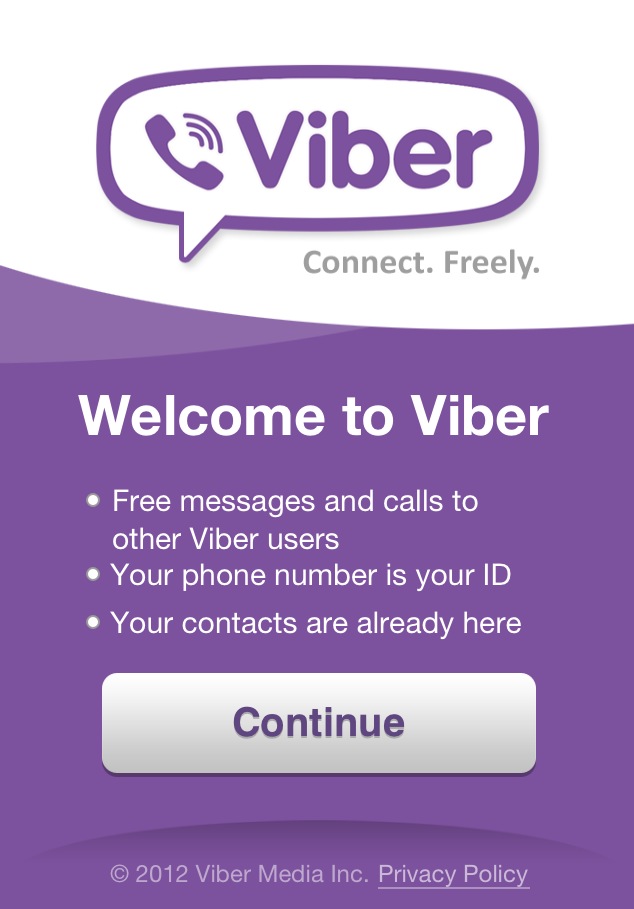 Viber
Connect. Freely.
Welcome to Viber
Free messages and calls to
other Viber users
Your phone number is your ID
Your contacts are already here
Continue
© 2012 Viber Media Inc. Privacy Policy